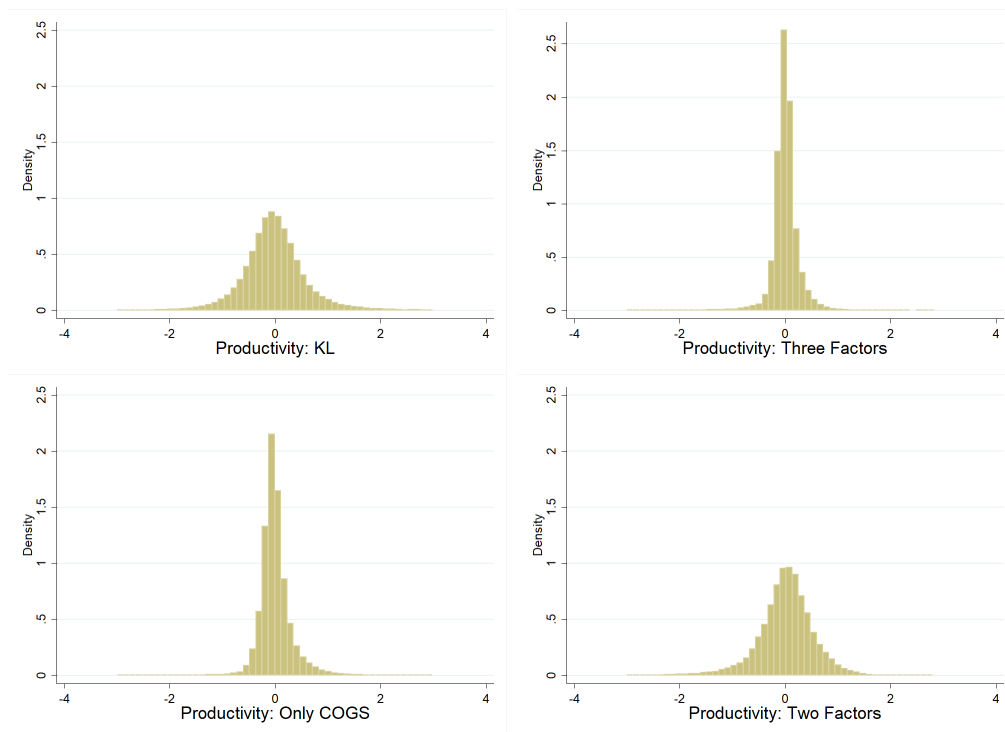 Density
2.5
2
1.5
1
.5
0
-4 -2 0 2 4
Productivity: KL
Density
2.5
2
1.5
1
.5
0
-4 -2 0 2 4
Productivity: Three Factors
Density
2.5
2
1.5
1
.5
0
-4 -2 0 2 4
Productivity: Only COGS
Density
2.5
2
1.5
1
.5
0
-4 -2 0 2 4
Productivity: Two Factors